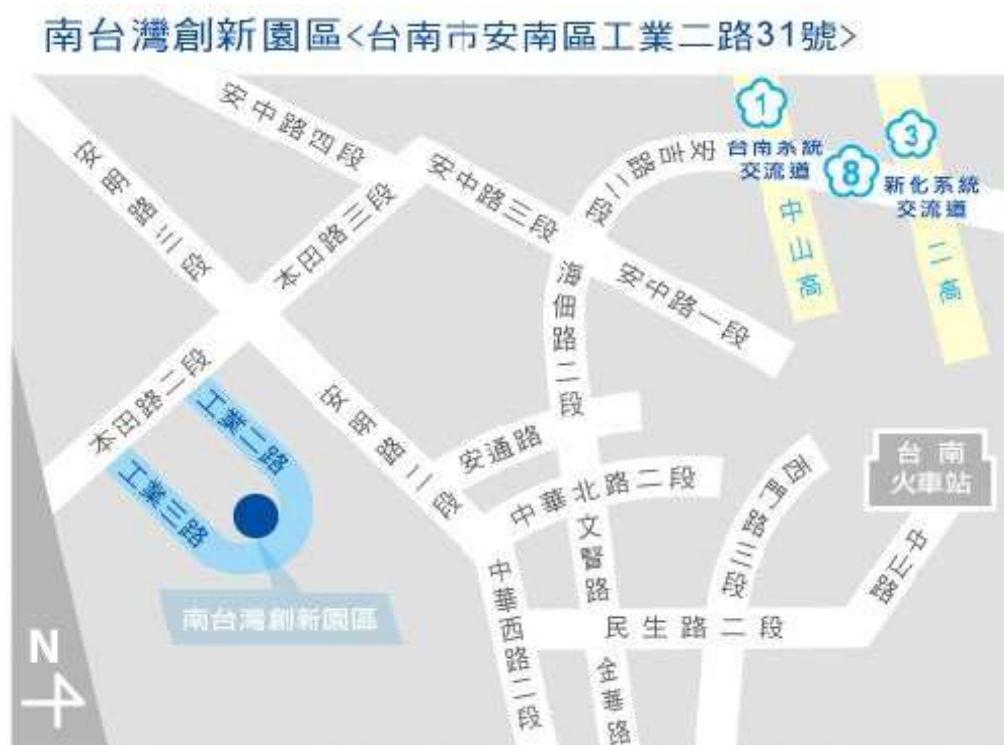 南台灣創新園區<台南市安南區工業二路31號>
安中路四段
安明路三段
本田路三段
安中路三段
安吉路二段
1
台南系統
交流道
8
3
新化系統
交流道
中山高
二高
安中路一段
海佃路二段
本田路二段
工業二路
工業三路
安明路二段
安通路
中華北路二段
西門路三段
台南
火車站
中山路
文賢路
南台灣創新園區
中華西路二段
民生路二段
金華路
N